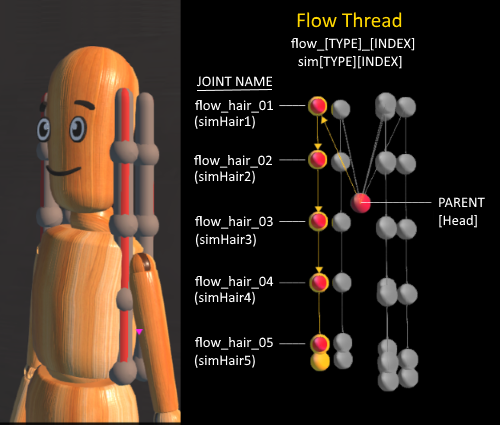 Flow Thread
flow_[TYPE]_[INDEX]
sim[TYPE][INDEX]
JOINT NAME
flow_hair_01
(simHair1)
flow_hair_02
(simHair2)
PARENT
[Head]
flow_hair_03
(simHair3)
flow_hair_04
(simHair4)
flow_hair_05
(simHair5)